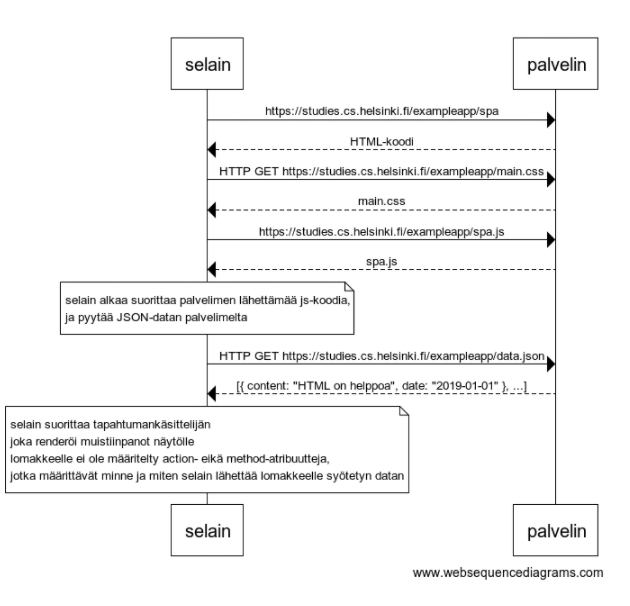 selain
palvelin
https://studies.cs.helsinki.fi/exampleapp/spa
HTML-koodi
HTTP GET https://studies.cs.helsinki.fi/exampleapp/main.css
main.css
https://studies.cs.helsinki.fi/exampleapp/spa.js
spa.js
selain alkaa suorittaa palvelimen lähettämää js-koodia,
ja pyytää JSON-datan palvelimelta
HTTP GET https://studies.cs.helsinki.fi/exampleapp/data.json
[{ content: "HTML on helppoa", date: "2019-01-01" }, ...]
selain suorittaa tapahtumankäsittelijän
joka renderöi muistiinpanot näytölle
lomakkeelle ei ole määritelty action- eikä method-atribuutteja,
jotka määrittävät minne ja miten selain lähettää lomakkeelle syötetyn datan
selain
palvelin
www.websequencediagrams.com